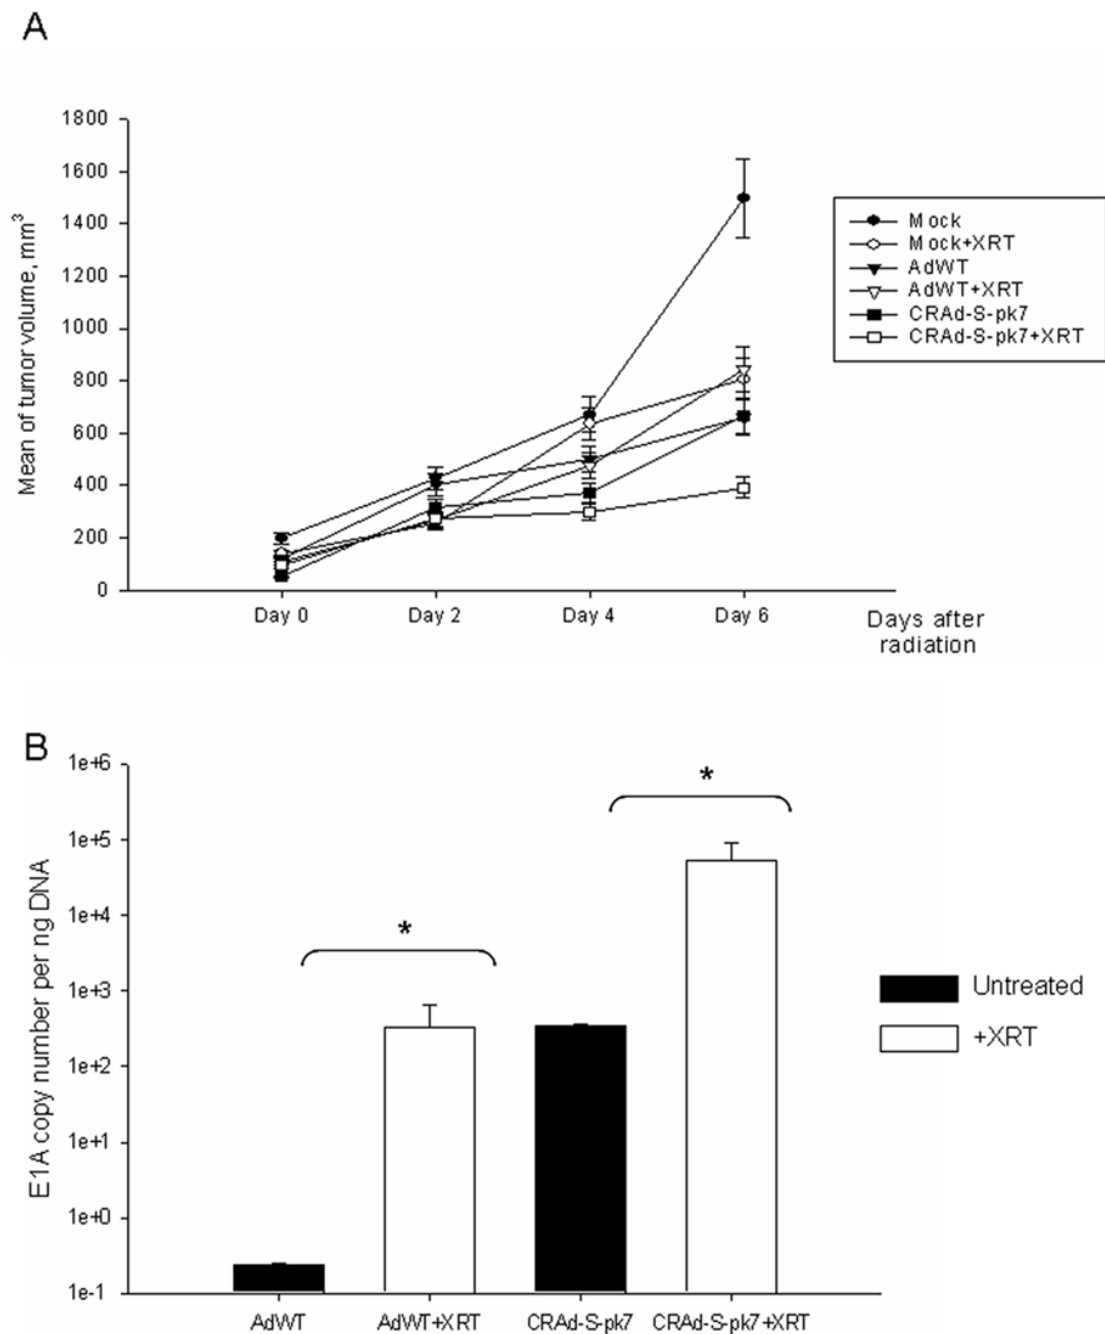 A
Mean of tumor volume, mm³
1800
1600
1400
1200
1000
800
600
400
200
0
Day 0
Day 2
Day 4
Day 6
Days after
radiation
Mock
Mock+XRT
AdWT
AdWT+XRT
CRAd-S-pk7
CRAd-S-pk7+XRT
B
E1A copy number per ng DNA
1e+6
1e+5
1e+4
1e+3
1e+2
1e+1
1e+0
1e-1
*
*
AdWT
AdWT+XRT
CRAd-S-pk7
CRAd-S-pk7+XRT
Untreated
+XRT